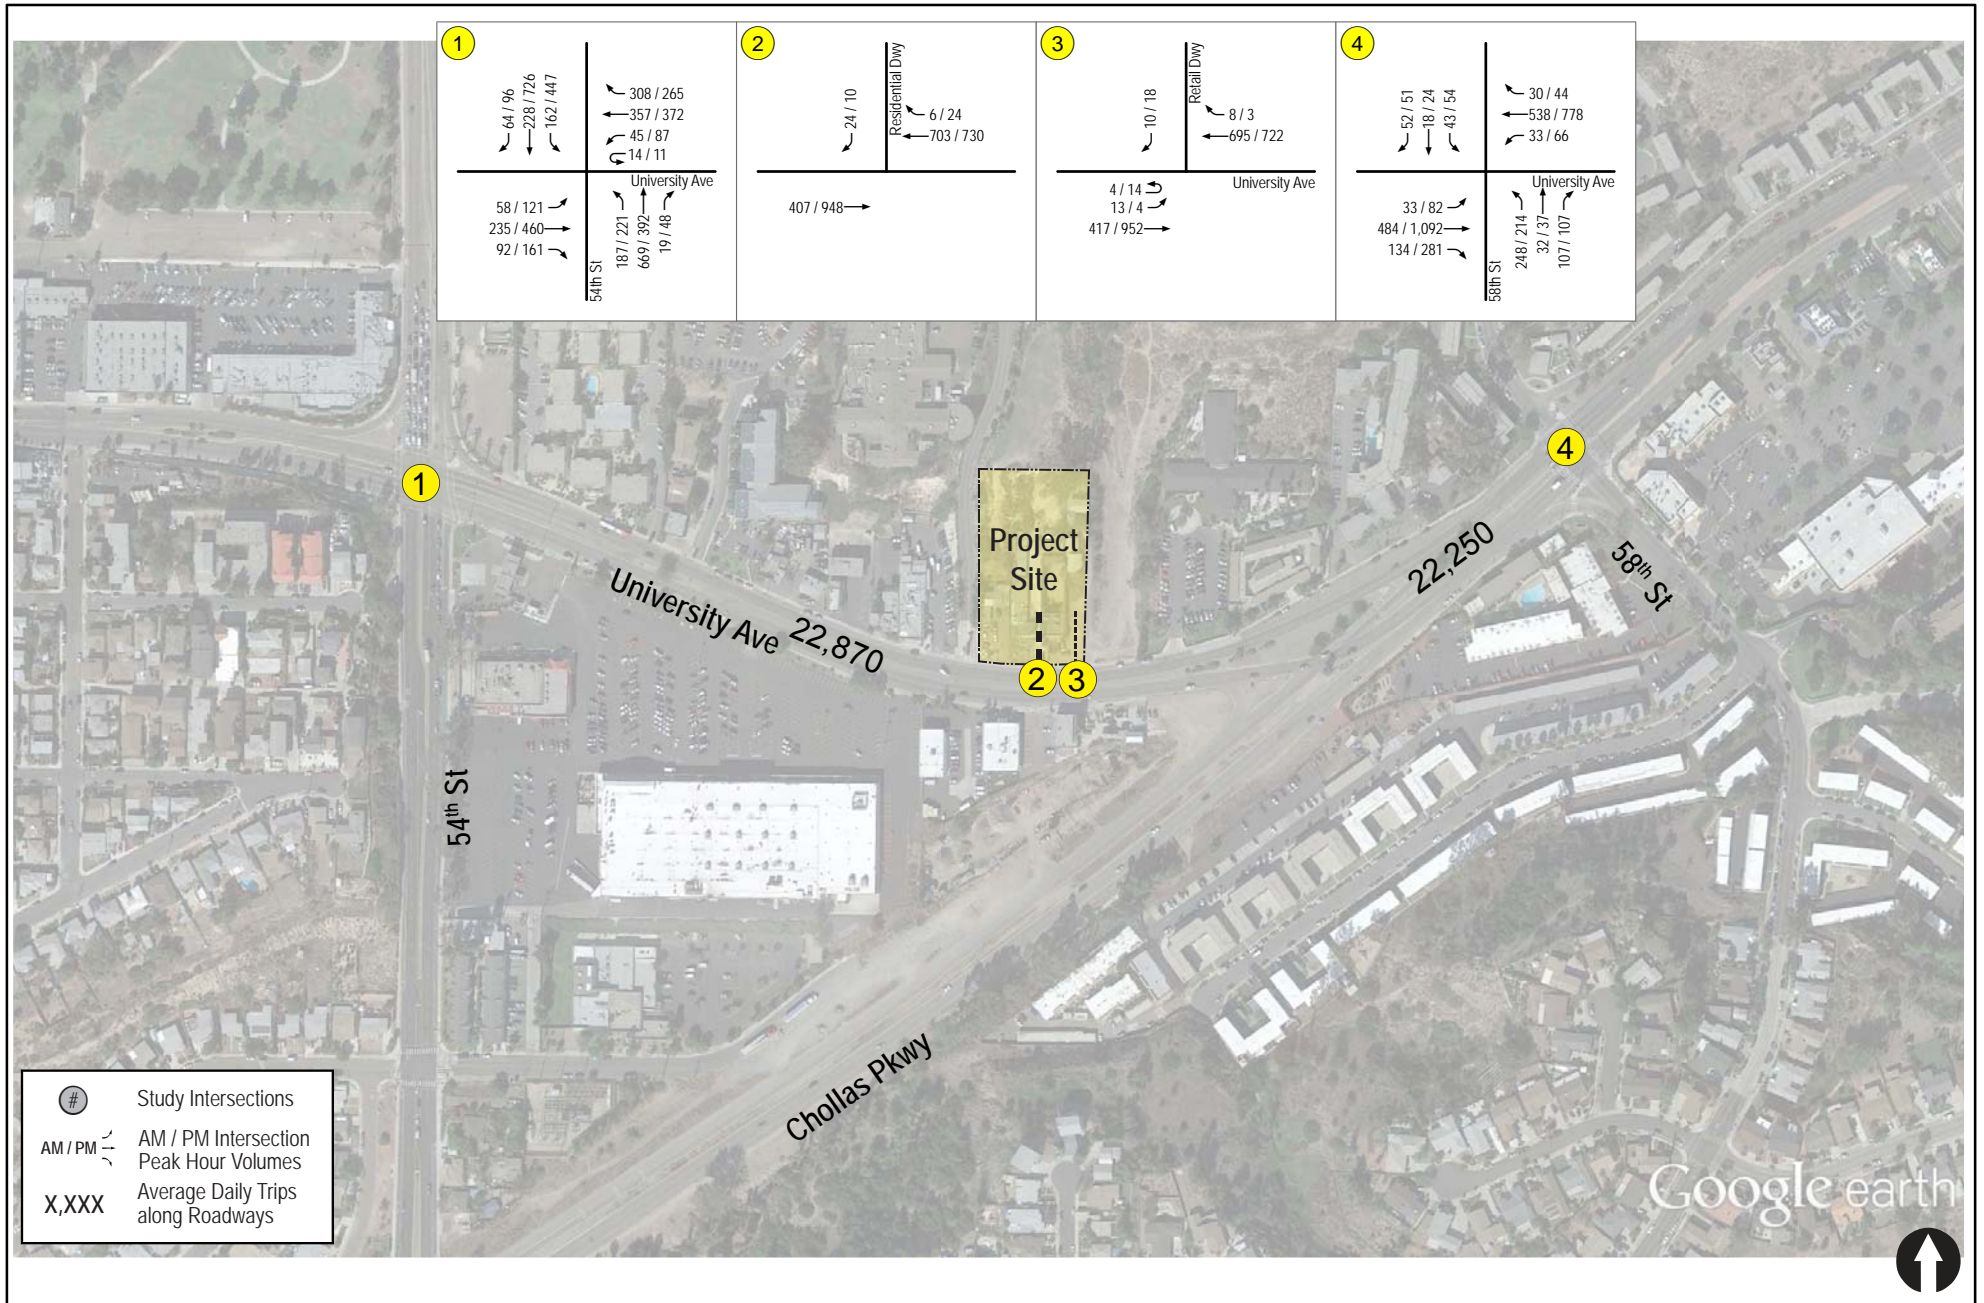 1
64 / 96
228 / 726
162 / 447
308 / 265
357 / 372
45 / 87
14 / 11
University Ave
58 / 121
235 / 460
92 / 161
187 / 221
669 / 392
19 / 48
54th St
2
24 / 10
Residential Dwy
6 / 24
703 / 730
407 / 948
3
10 / 18
Retail Dwy
8 / 3
695 / 722
University Ave
4 / 14
13 / 4
417 / 952
4
52 / 51
18 / 24
43 / 54
30 / 44
538 / 778
33 / 66
University Ave
33 / 82
484 / 1,092
134 / 281
248 / 214
32 / 37
107 / 107
58th St
1
4
Project
Site
22,250
58th St
University Ave 22,870
2 3
54th St
Chollas Pkwy
# Study Intersections
AM / PM AM / PM Intersection
Peak Hour Volumes
X,XXX Average Daily Trips
along Roadways
Google earth